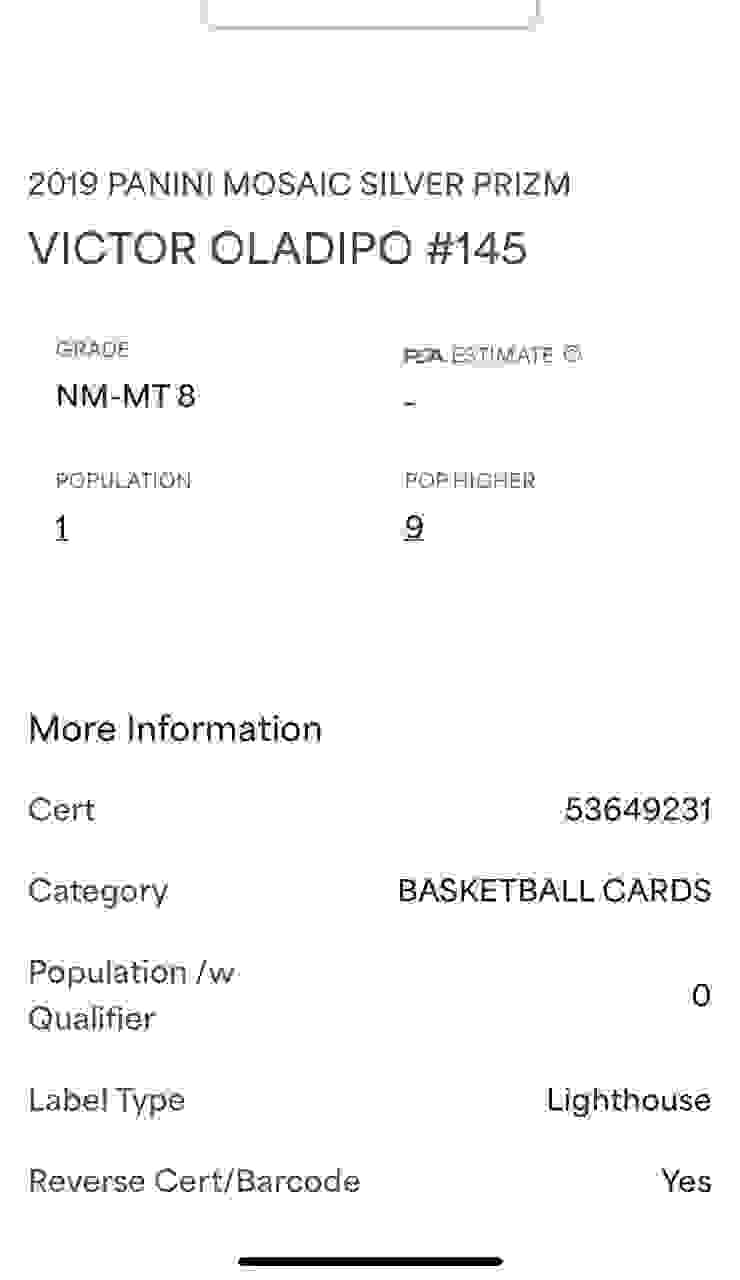 2019 PANINI MOSAIC SILVER PRIZM
VICTOR OLADIPO #145
GRADE
PSA ESTIMATE
NM-MT 8
-
POPULATION
POP HIGHER
1
9
More Information
Cert
53649231
Category
BASKETBALL CARDS
Population /w
Qualifier
0
Label Type
Lighthouse
Reverse Cert/Barcode
Yes